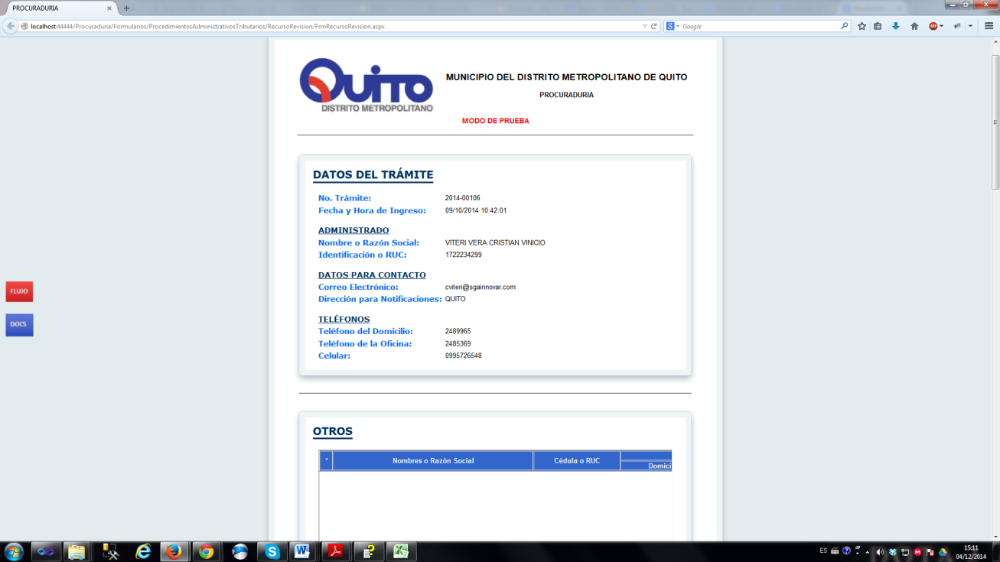 PROCURADURIA
localhost:44444/Procuraduria/Formularios/ProcedimientosAdministrativosTributarios/RecursoRevision/FrmRecursoRevision.aspx
Google
QUITO
DISTRITO METROPOLITANO
MUNICIPIO DEL DISTRITO METROPOLITANO DE QUITO
PROCURADURIA
MODO DE PRUEBA
DATOS DEL TRÁMITE
No. Trámite: 2014-00106
Fecha y Hora de Ingreso: 09/10/2014 10:42:01
ADMINISTRADO
Nombre o Razón Social: VITERI VERA CRISTIAN VINICIO
Identificación o RUC: 1722234299
DATOS PARA CONTACTO
Correo Electrónico: cviteri@sgainnovar.com
Dirección para Notificaciones: QUITO
TELÉFONOS
Teléfono del Domicilio: 2489965
Teléfono de la Oficina: 2485369
Celular: 0995726548
FLUJO
DOCS
OTROS
* Nombres o Razón Social Cédula o RUC Domici
ES 15:11
04/12/2014